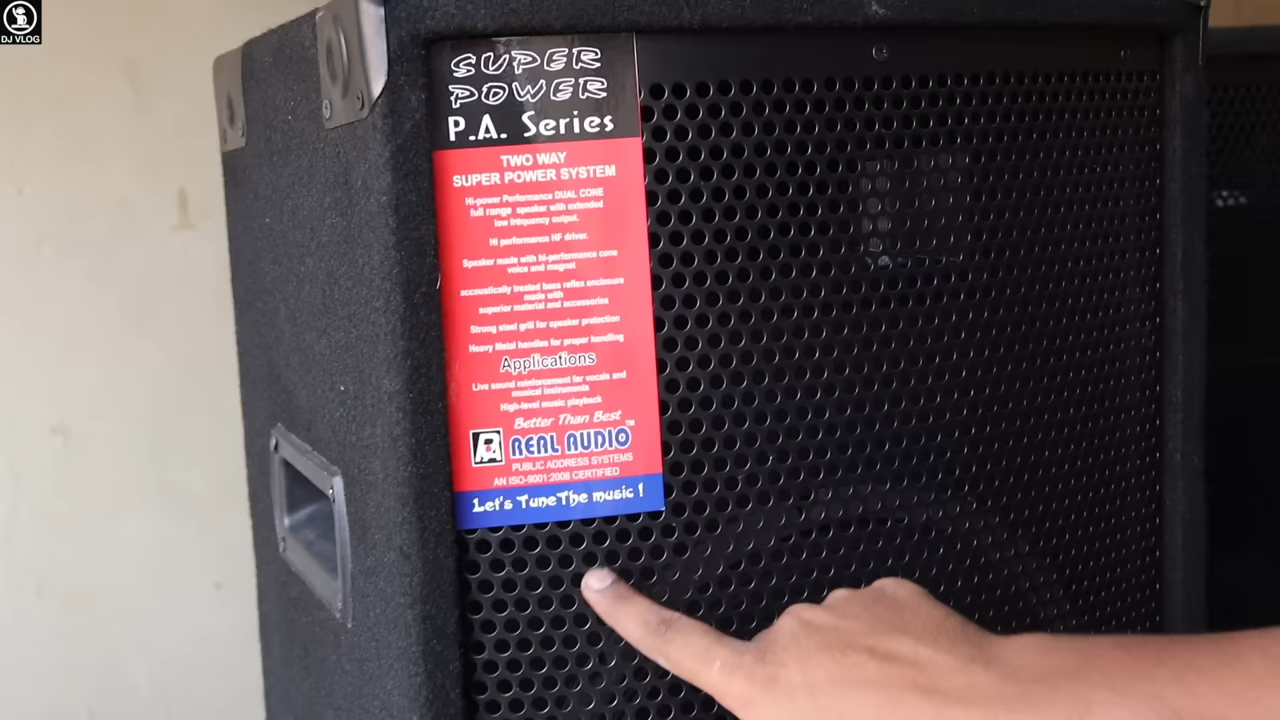 DJ VLOG
SUPER
POWER
P.A. Series
TWO WAY
SUPER POWER SYSTEM
Hi-power Performance DUAL CONE
full range speaker with extended
low frequency output.
Hi performance HF driver.
Speaker made with hi-performance cone
voice and magnet
accoustically treated bass reflex enclosure
made with
superior material and accessories
Strong steel grill for speaker protection
Heavy Metal handles for proper handling
Applications
Live sound reinforcement for vocals and
musical instruments
High-level music playback
Better Than Best
RA REAL AUDIO™
PUBLIC ADDRESS SYSTEMS
AN ISO-9001:2008 CERTIFIED
Let's Tune The music !